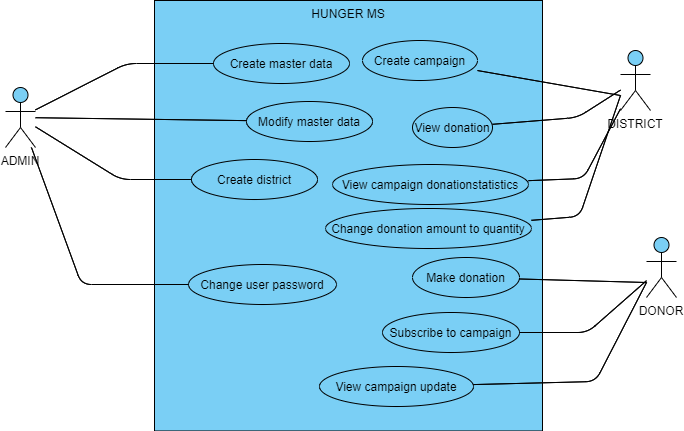 HUNGER MS
Create master data
Create campaign
Modify master data
View donation
DISTRICT
ADMIN
Create district
View campaign donationstatistics
Change donation amount to quantity
Change user password
Make donation
DONOR
Subscribe to campaign
View campaign update